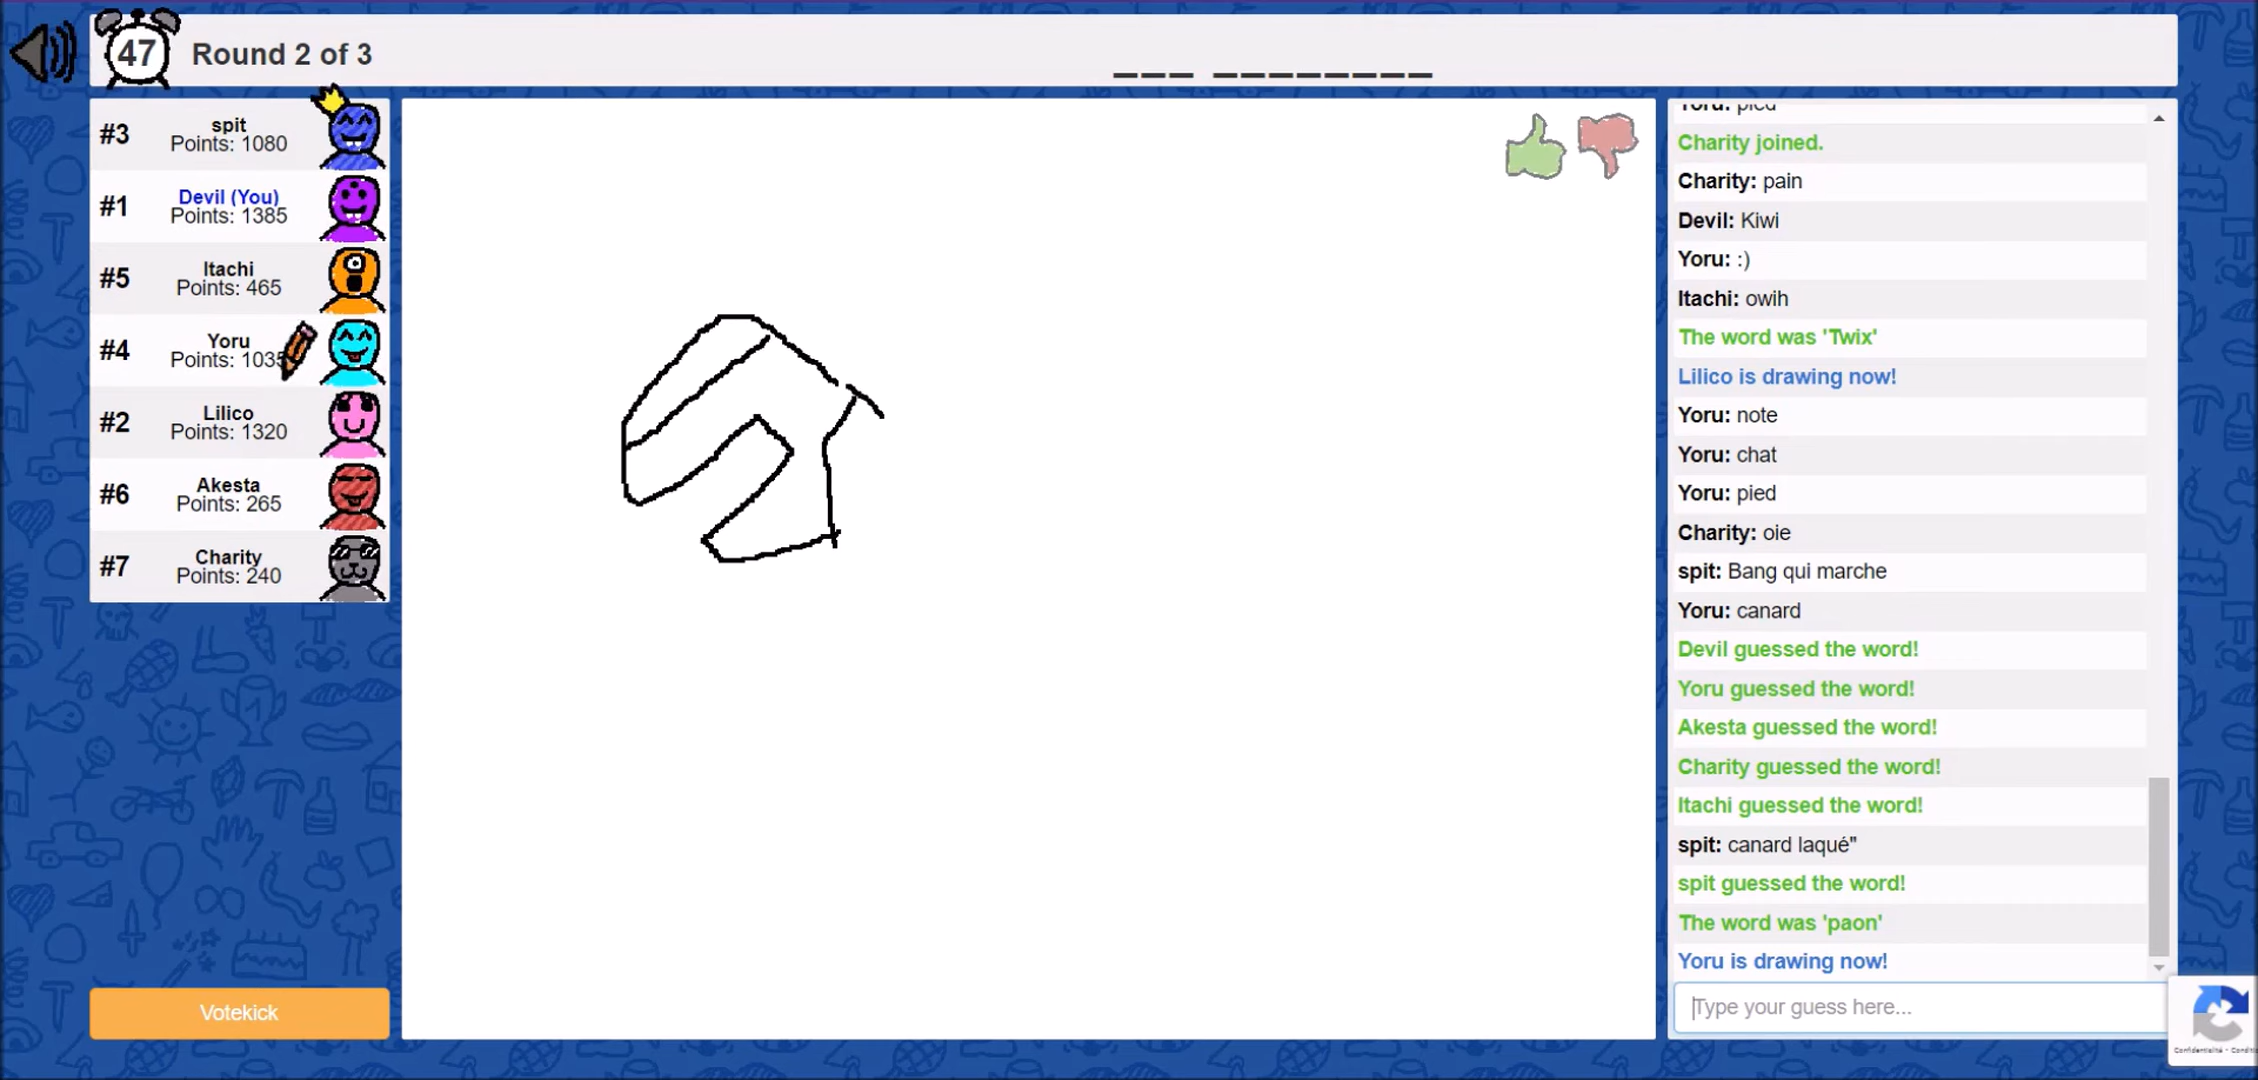 47
Round 2 of 3
___ ________
#3
spit
Points: 1080
#1
Devil (You)
Points: 1385
#5
Itachi
Points: 465
#4
Yoru
Points: 1035
#2
Lilico
Points: 1320
#6
Akesta
Points: 265
#7
Charity
Points: 240
Votekick
Yoru: pied
Charity joined.
Charity: pain
Devil: Kiwi
Yoru: :)
Itachi: owih
The word was 'Twix'
Lilico is drawing now!
Yoru: note
Yoru: chat
Yoru: pied
Charity: oie
spit: Bang qui marche
Yoru: canard
Devil guessed the word!
Yoru guessed the word!
Akesta guessed the word!
Charity guessed the word!
Itachi guessed the word!
spit: canard laqué"
spit guessed the word!
The word was 'paon'
Yoru is drawing now!
Type your guess here...
Confidentialité -